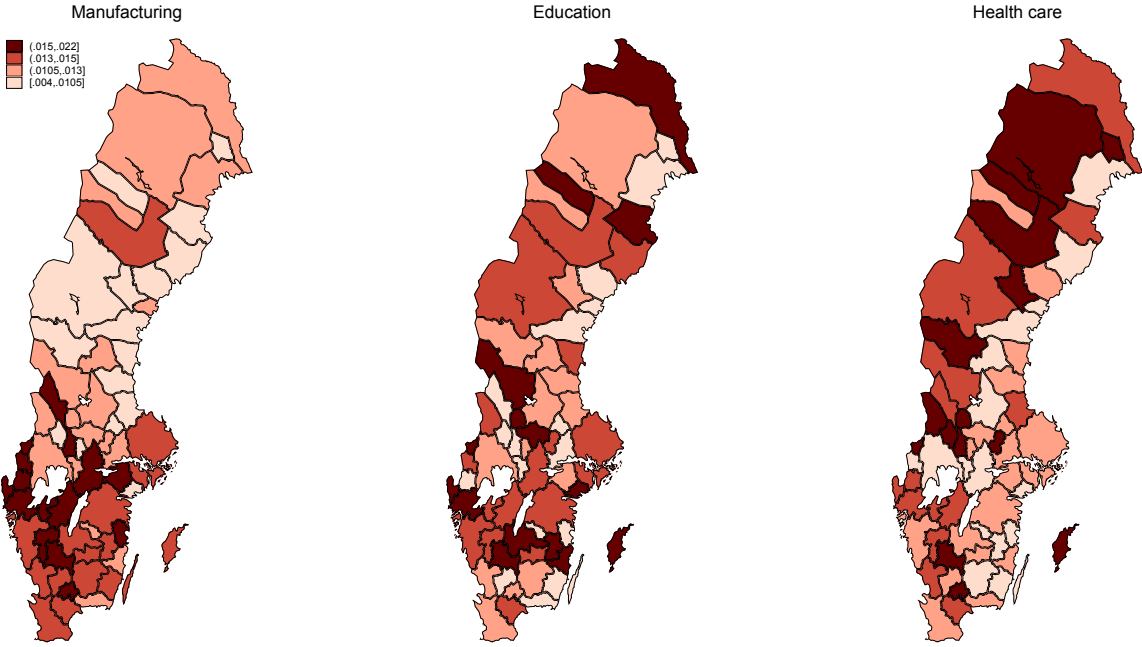 Manufacturing
Education
Health care
(.015,.022]
(.013,.015]
(.0105,.013]
[.004,.0105]